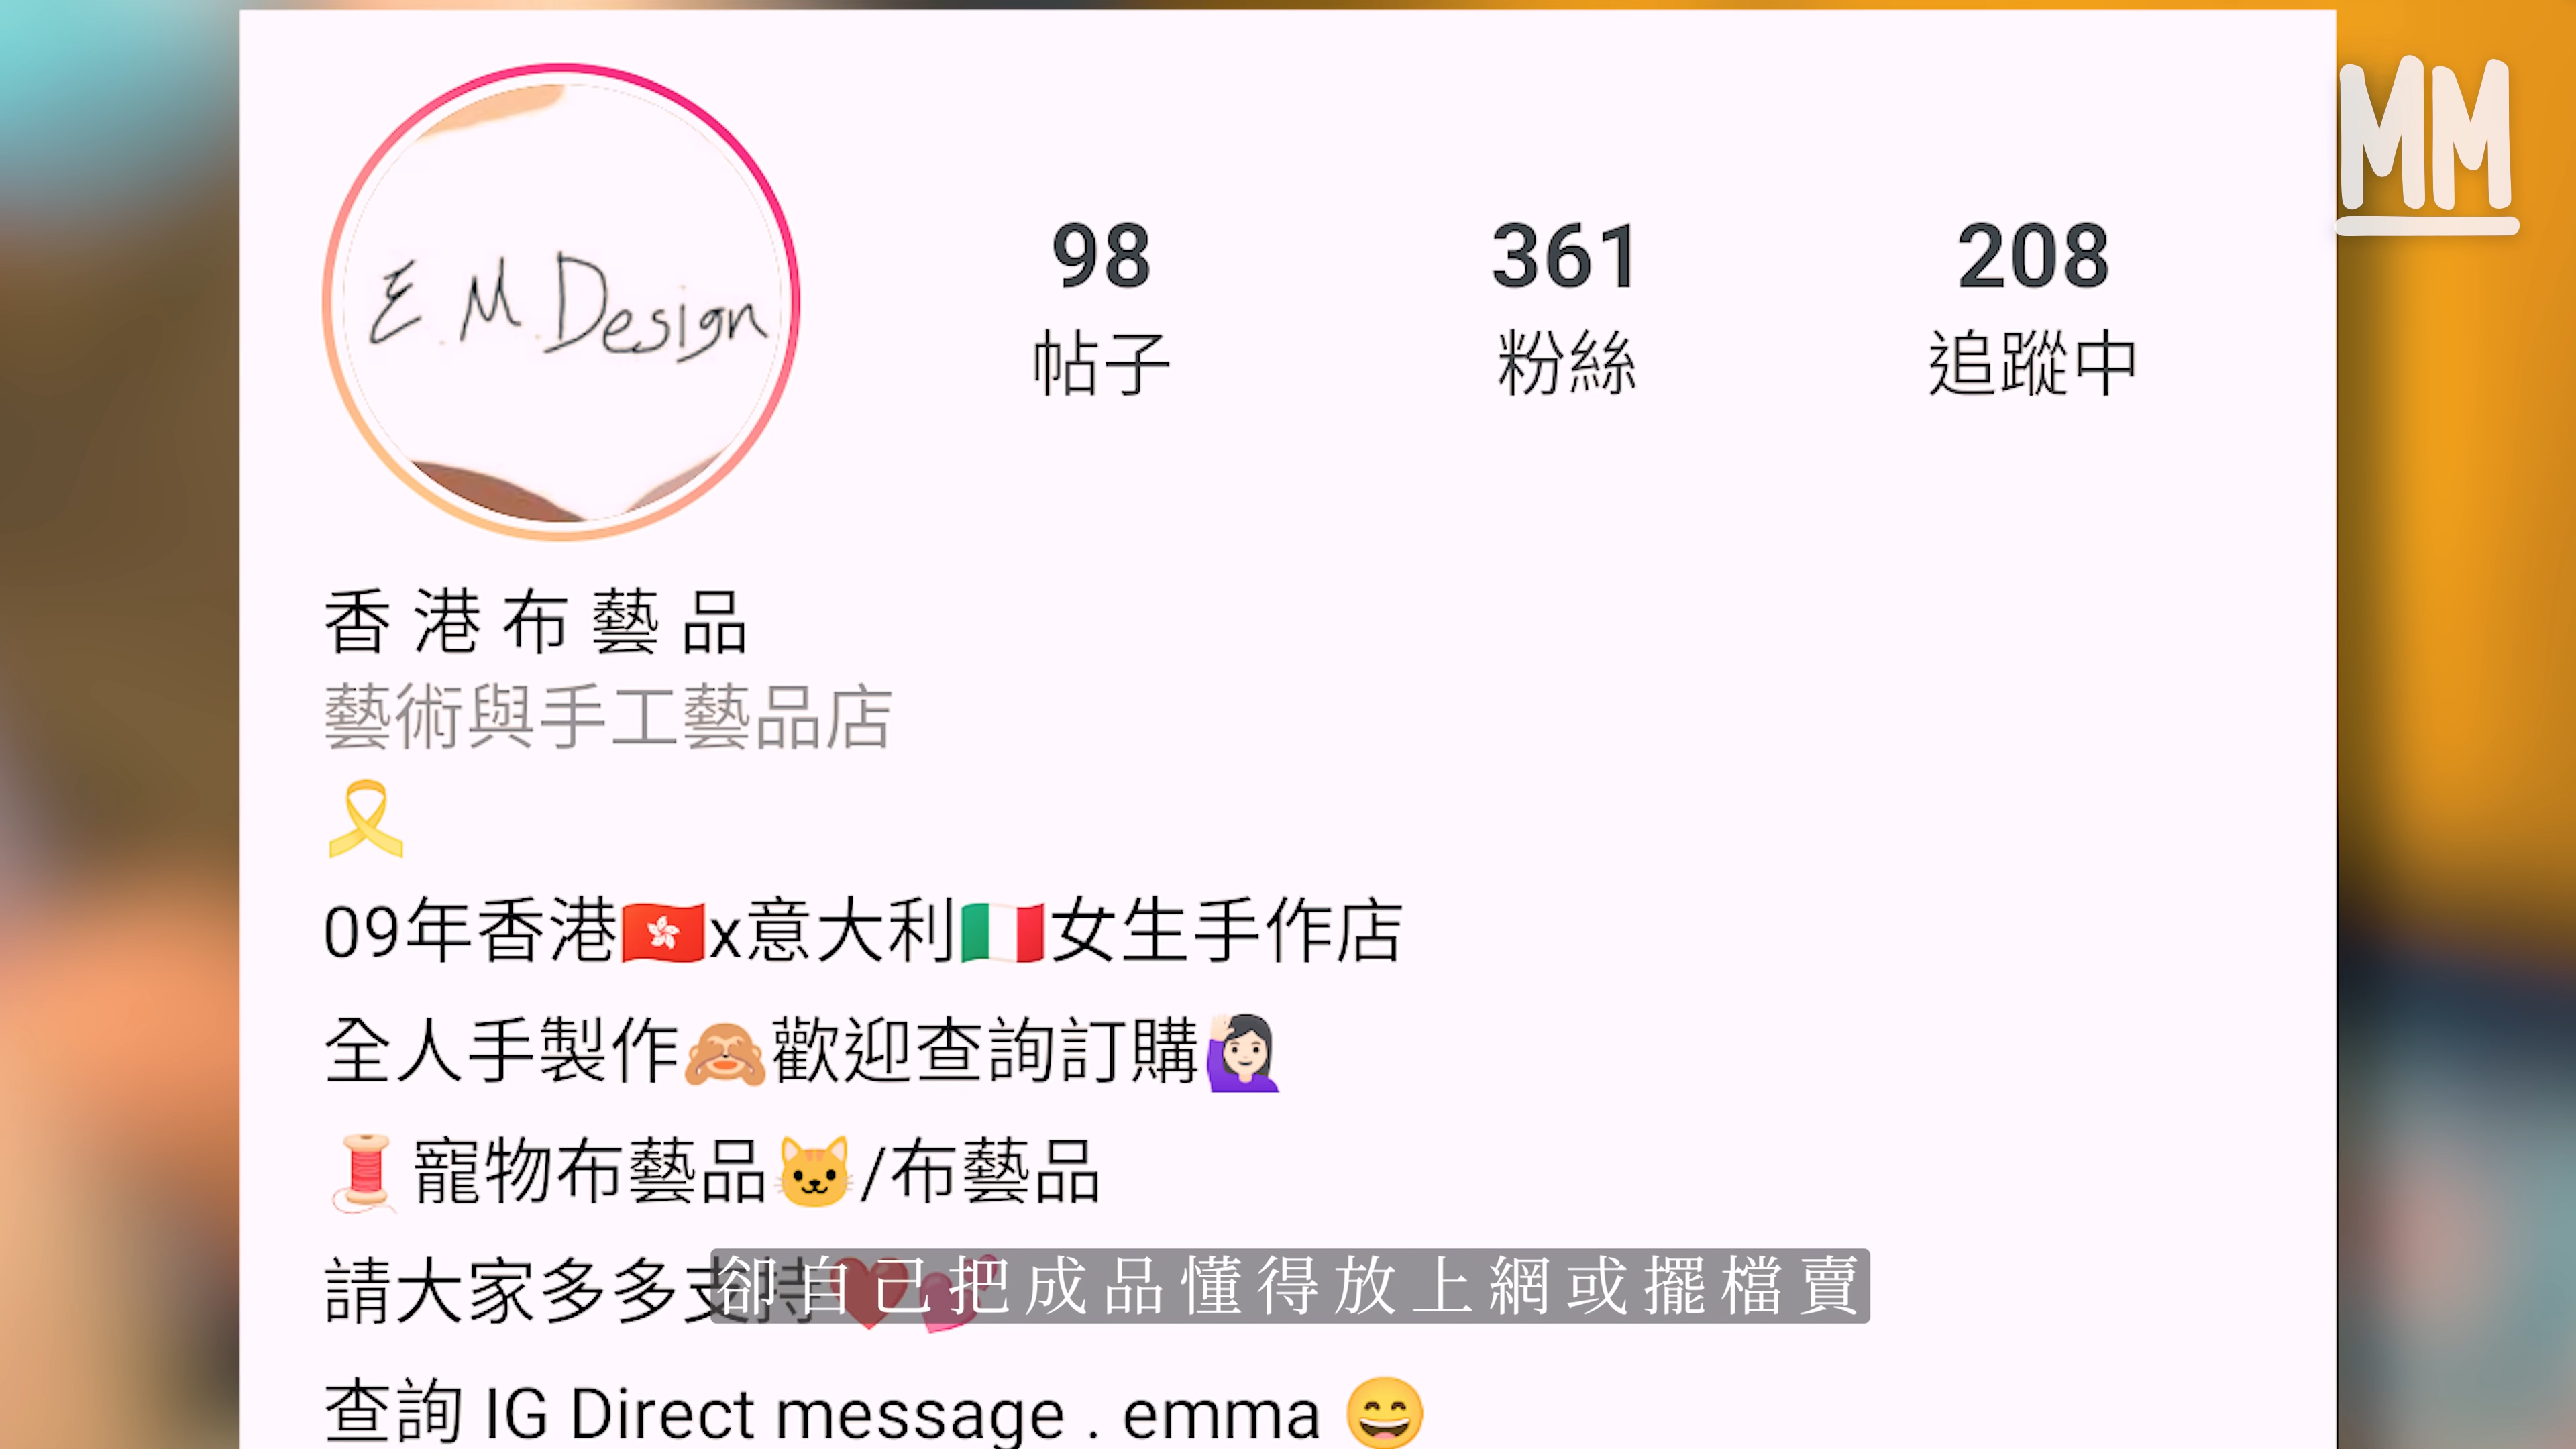 MM
E.M.Design
98
361
208
帖子
粉絲
追蹤中
香港布藝品
藝術與手工藝品店
🎗️
09年香港🇭🇰x意大利🇮🇹女生手作店
全人手製作🙈歡迎查詢訂購🙋🏻‍♀️
🧵寵物布藝品🐱/布藝品
請大家多多支持❤️💕
卻自己把成品懂得放上網或擺檔賣
查詢 IG Direct message . emma 😄